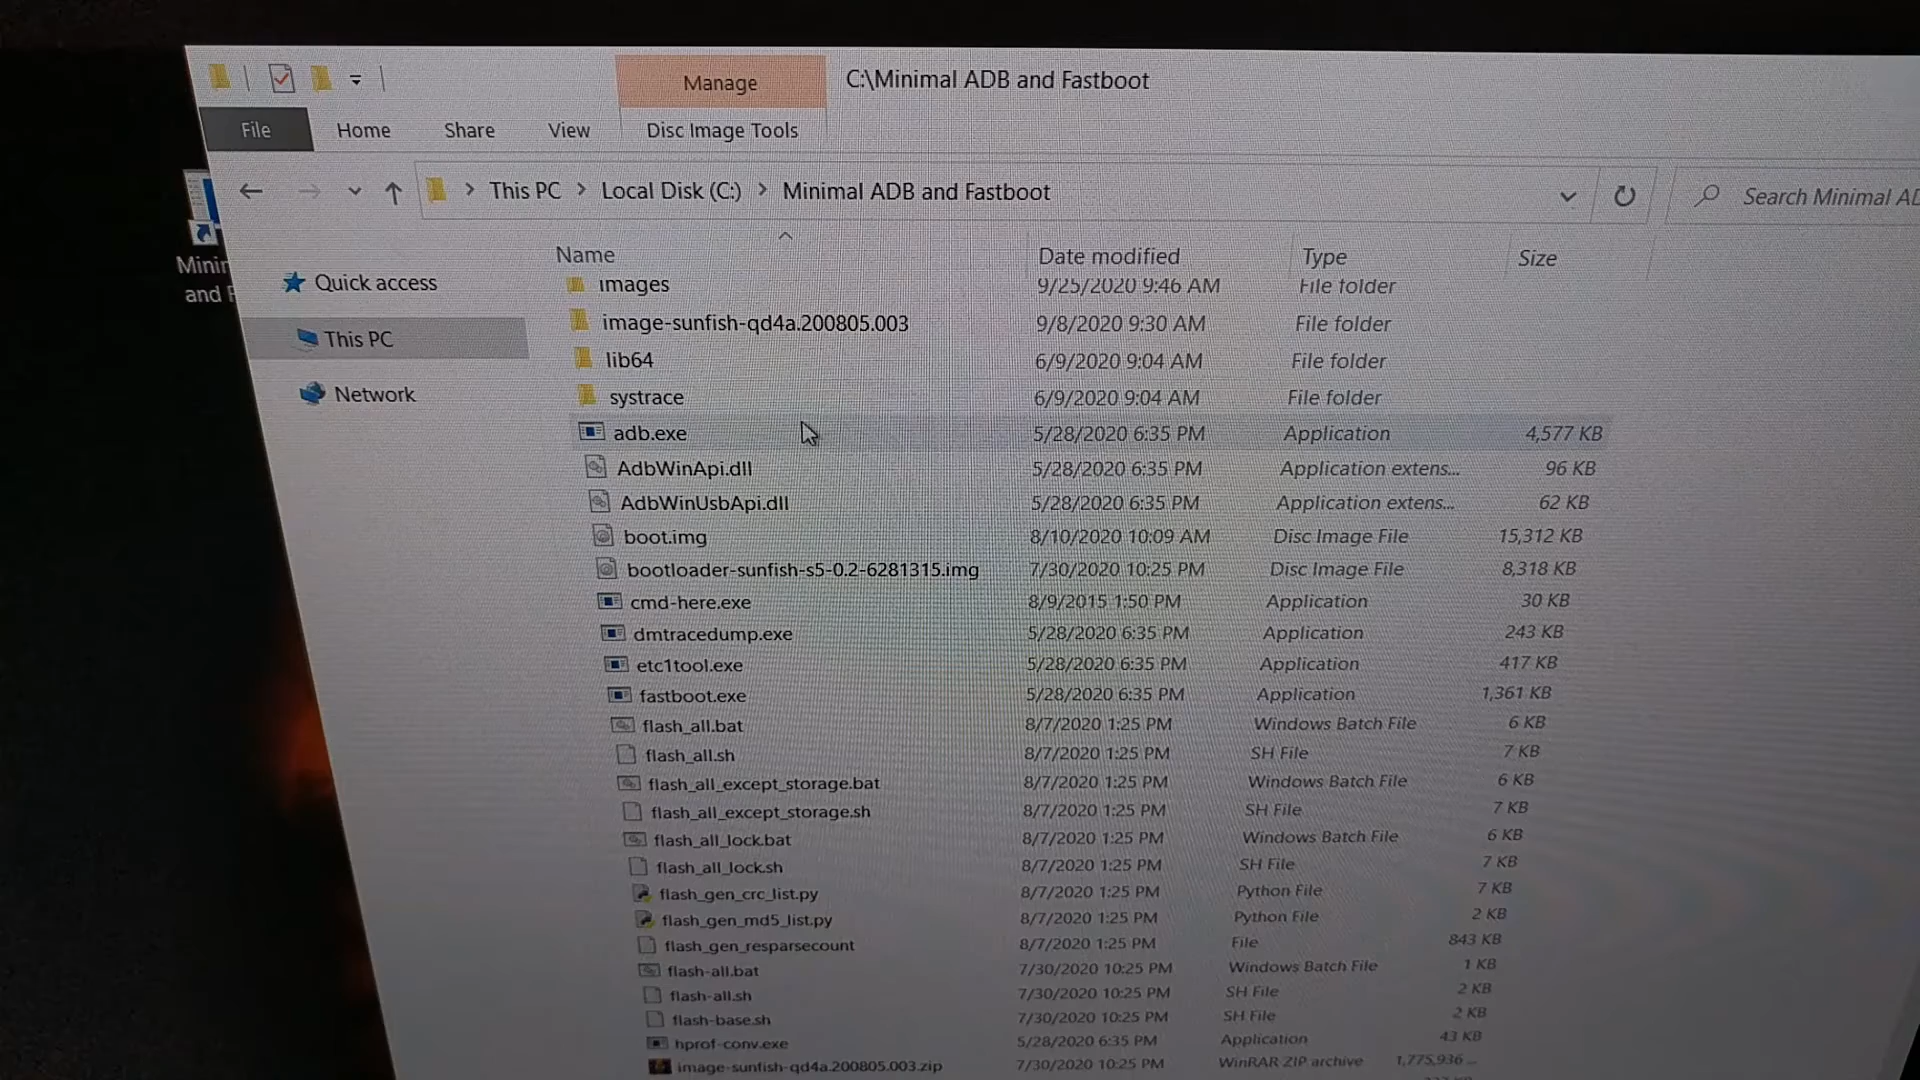 Manage
C:\Minimal ADB and Fastboot
File
Home
Share
View
Disc Image Tools
This PC > Local Disk (C:) > Minimal ADB and Fastboot
Search Minimal AD
Minim
and F
Quick access
This PC
Network
Name Date modified Type Size
images 9/25/2020 9:46 AM File folder
image-sunfish-qd4a.200805.003 9/8/2020 9:30 AM File folder
lib64 6/9/2020 9:04 AM File folder
systrace 6/9/2020 9:04 AM File folder
adb.exe 5/28/2020 6:35 PM Application 4,577 KB
AdbWinApi.dll 5/28/2020 6:35 PM Application extens... 96 KB
AdbWinUsbApi.dll 5/28/2020 6:35 PM Application extens... 62 KB
boot.img 8/10/2020 10:09 AM Disc Image File 15,312 KB
bootloader-sunfish-s5-0.2-6281315.img 7/30/2020 10:25 PM Disc Image File 8,318 KB
cmd-here.exe 8/9/2015 1:50 PM Application 30 KB
dmtracedump.exe 5/28/2020 6:35 PM Application 243 KB
etc1tool.exe 5/28/2020 6:35 PM Application 417 KB
fastboot.exe 5/28/2020 6:35 PM Application 1,361 KB
flash_all.bat 8/7/2020 1:25 PM Windows Batch File 6 KB
flash_all.sh 8/7/2020 1:25 PM SH File 7 KB
flash_all_except_storage.bat 8/7/2020 1:25 PM Windows Batch File 6 KB
flash_all_except_storage.sh 8/7/2020 1:25 PM SH File 7 KB
flash_all_lock.bat 8/7/2020 1:25 PM Windows Batch File 6 KB
flash_all_lock.sh 8/7/2020 1:25 PM SH File 7 KB
flash_gen_crc_list.py 8/7/2020 1:25 PM Python File 7 KB
flash_gen_md5_list.py 8/7/2020 1:25 PM Python File 2 KB
flash_gen_resparsecount 8/7/2020 1:25 PM File 843 KB
flash-all.bat 7/30/2020 10:25 PM Windows Batch File 1 KB
flash-all.sh 7/30/2020 10:25 PM SH File 2 KB
flash-base.sh 7/30/2020 10:25 PM SH File 2 KB
hprof-conv.exe 5/28/2020 6:35 PM Application 43 KB
image-sunfish-qd4a.200805.003.zip 7/30/2020 10:25 PM WinRAR ZIP archive 1,775,936 ...